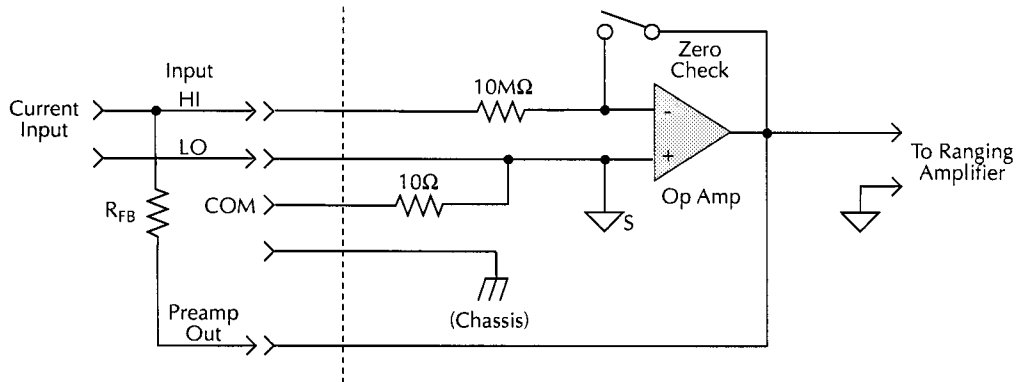 Input
HI
Current
Input
LO
R_FB
COM
10Ω
10MΩ
Zero
Check
-
+
Op Amp
S
To Ranging
Amplifier
(Chassis)
Preamp
Out